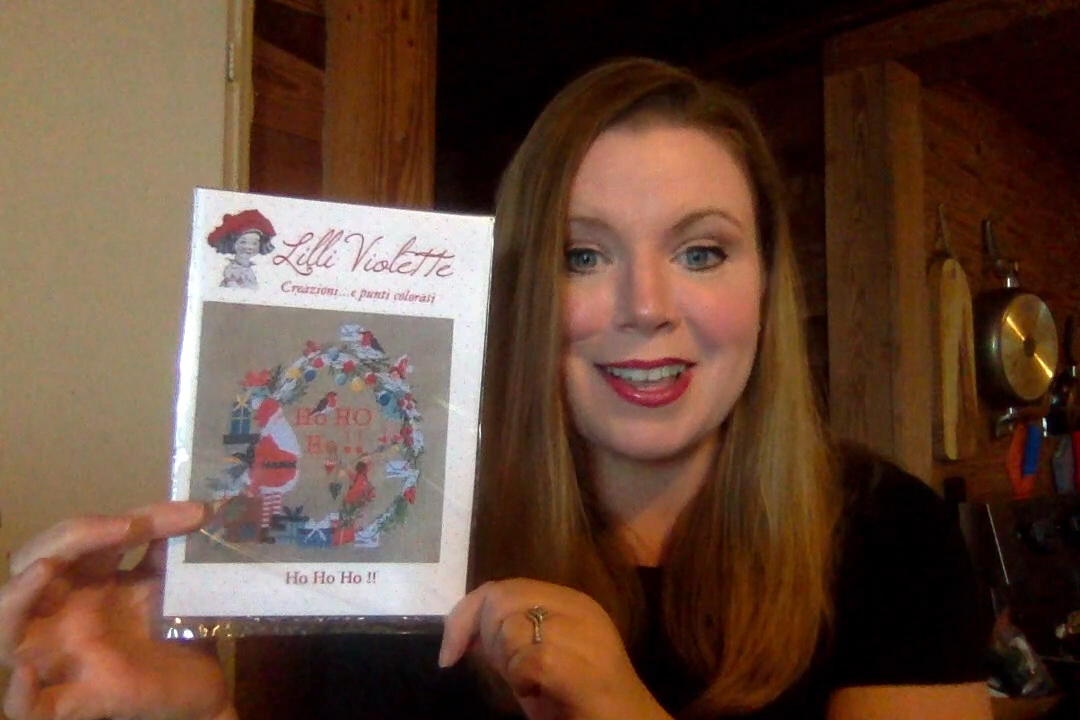 Lilli Violette
Creazioni...e punti colorati
Ho HO
Ho !!
Ho Ho Ho !!